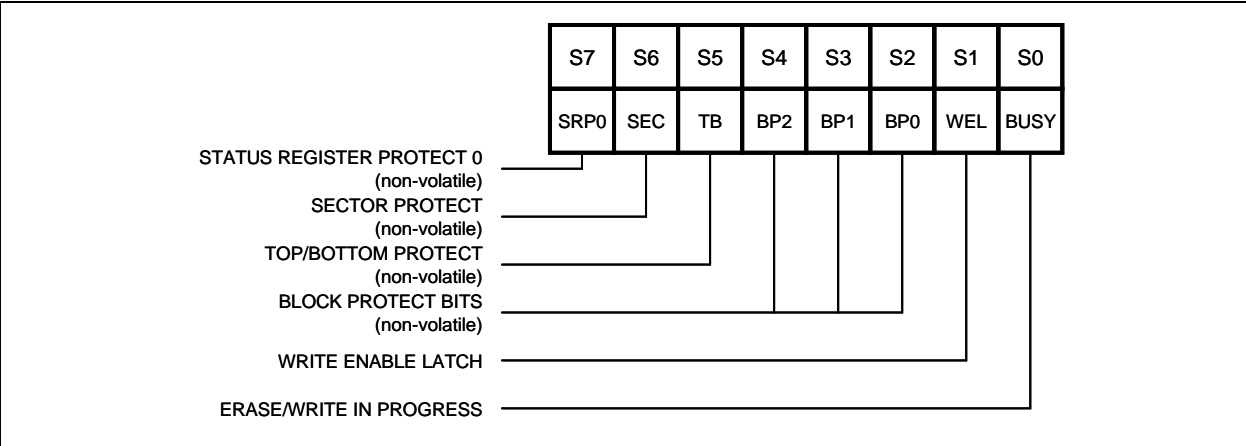 S7 S6 S5 S4 S3 S2 S1 S0
SRP0 SEC TB BP2 BP1 BP0 WEL BUSY
STATUS REGISTER PROTECT 0
(non-volatile)
SECTOR PROTECT
(non-volatile)
TOP/BOTTOM PROTECT
(non-volatile)
BLOCK PROTECT BITS
(non-volatile)
WRITE ENABLE LATCH
ERASE/WRITE IN PROGRESS